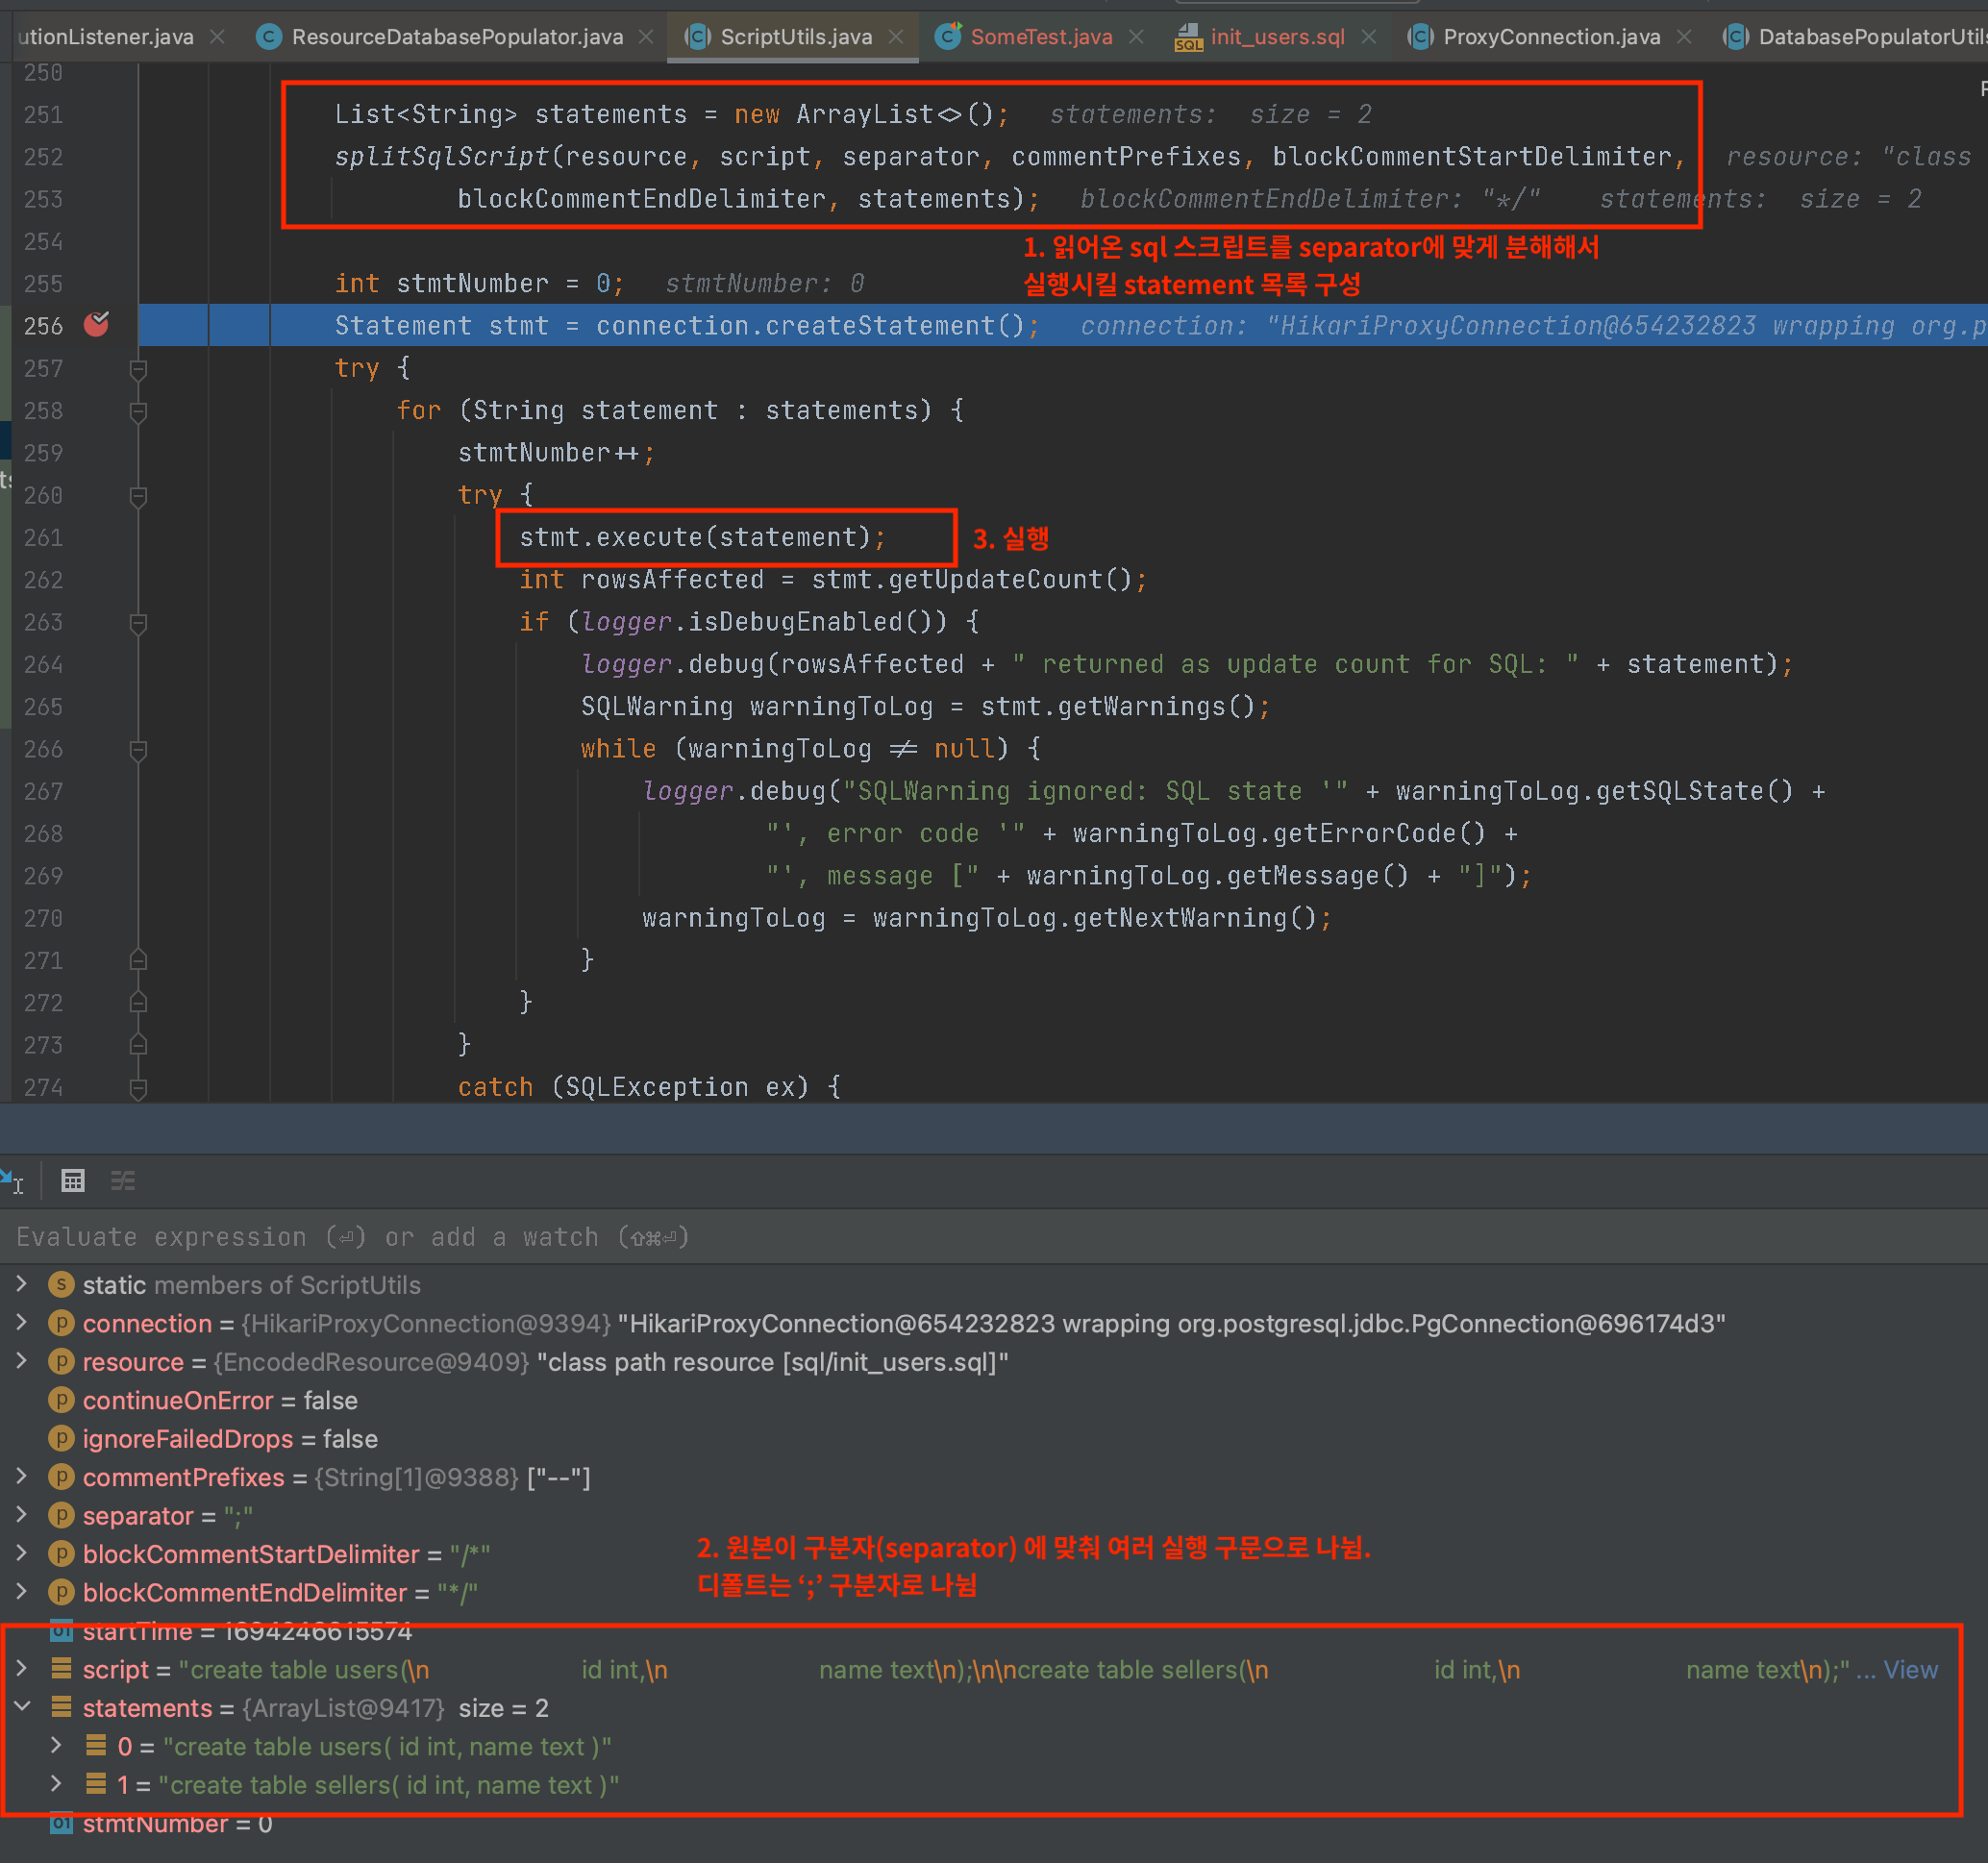 utionListener.java ResourceDatabasePopulator.java ScriptUtils.java SomeTest.java init_users.sql ProxyConnection.java DatabasePopulatorUtils
250
251 List<String> statements = new ArrayList<>(); statements: size = 2
252 splitSqlScript(resource, script, separator, commentPrefixes, blockCommentStartDelimiter, resource: "class
253 blockCommentEndDelimiter, statements); blockCommentEndDelimiter: "*/" statements: size = 2
254
1. 읽어온 sql 스크립트를 separator에 맞게 분해해서
실행시킬 statement 목록 구성
255 int stmtNumber = 0; stmtNumber: 0
256 Statement stmt = connection.createStatement(); connection: "HikariProxyConnection@654232823 wrapping org.p
257 try {
258 for (String statement : statements) {
259 stmtNumber++;
260 try {
261 stmt.execute(statement); 3. 실행
262 int rowsAffected = stmt.getUpdateCount();
263 if (logger.isDebugEnabled()) {
264 logger.debug(rowsAffected + " returned as update count for SQL: " + statement);
265 SQLWarning warningToLog = stmt.getWarnings();
266 while (warningToLog != null) {
267 logger.debug("SQLWarning ignored: SQL state '" + warningToLog.getSQLState() +
268 "', error code '" + warningToLog.getErrorCode() +
269 "', message [" + warningToLog.getMessage() + "]");
270 warningToLog = warningToLog.getNextWarning();
271 }
272 }
273 }
274 catch (SQLException ex) {
Evaluate expression (⏎) or add a watch (⇧⌘⏎)
static members of ScriptUtils
connection = {HikariProxyConnection@9394} "HikariProxyConnection@654232823 wrapping org.postgresql.jdbc.PgConnection@696174d3"
resource = {EncodedResource@9409} "class path resource [sql/init_users.sql]"
continueOnError = false
ignoreFailedDrops = false
commentPrefixes = {String[1]@9388} ["--"]
separator = ";"
blockCommentStartDelimiter = "/*"
blockCommentEndDelimiter = "*/"
2. 원본이 구분자(separator) 에 맞춰 여러 실행 구문으로 나뉨.
디폴트는 ‘;’ 구분자로 나뉨
startTime = 1694246615574
script = "create table users(\n id int,\n name text\n);\n\ncreate table sellers(\n id int,\n name text\n);" ... View
statements = {ArrayList@9417} size = 2
0 = "create table users( id int, name text )"
1 = "create table sellers( id int, name text )"
stmtNumber = 0